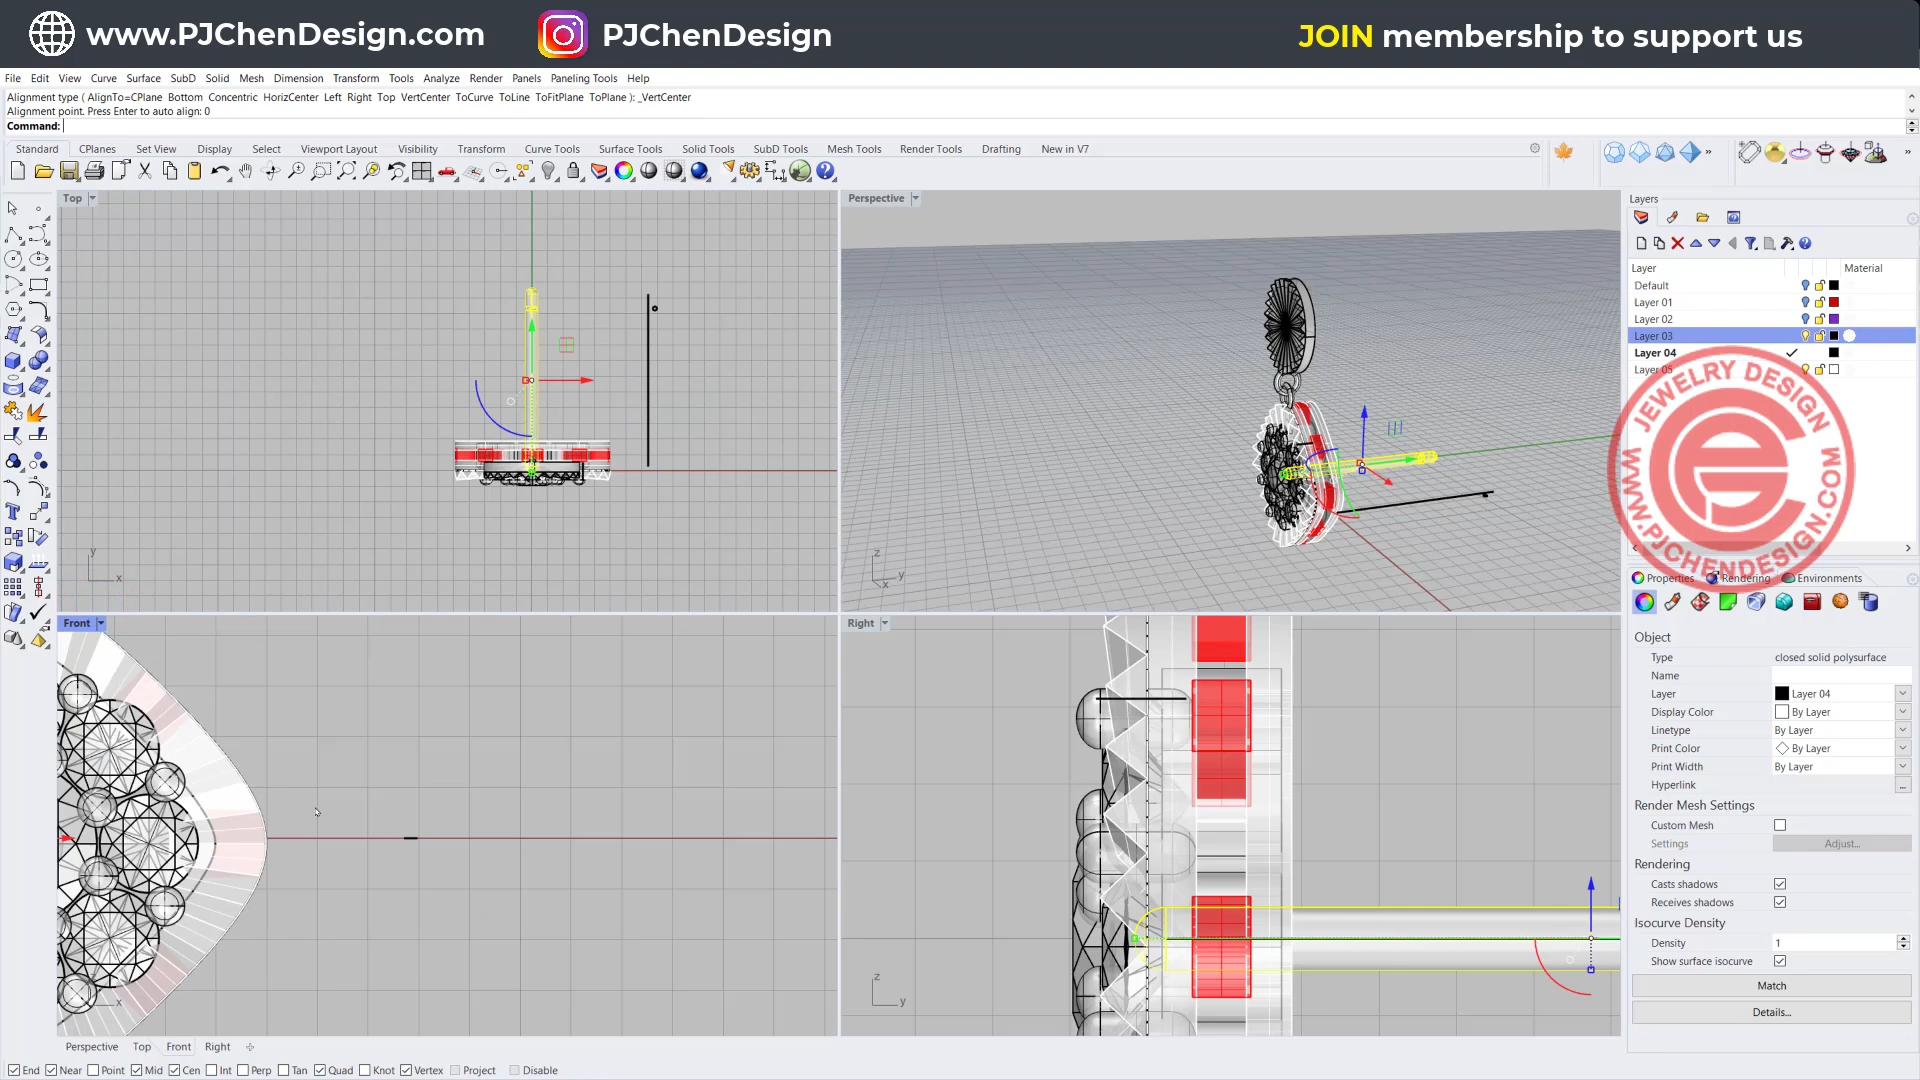 www.PJChenDesign.com
PJChenDesign
JOIN membership to support us
File Edit View Curve Surface SubD Solid Mesh Dimension Transform Tools Analyze Render Panels Paneling Tools Help
Alignment type ( AlignTo=CPlane Bottom Concentric HorizCenter Left Right Top VertCenter ToCurve ToLine ToFitPlane ToPlane ): _VertCenter
Alignment point. Press Enter to auto align: 0
Command:
Standard CPlanes Set View Display Select Viewport Layout Visibility Transform Curve Tools Surface Tools Solid Tools SubD Tools Mesh Tools Render Tools Drafting New in V7
Top
Perspective
Layers
Layer Material
Default
Layer 01
Layer 02
Layer 03
Layer 04
Layer 05
JEWELRY DESIGN
WWW.PJCHENDESIGN.COM
y
x
z
y
x
Properties Rendering Environments
Front
Right
x
z
y
Object
Type closed solid polysurface
Name
Layer Layer 04
Display Color By Layer
Linetype By Layer
Print Color By Layer
Print Width By Layer
Hyperlink ...
Render Mesh Settings
Custom Mesh
Settings Adjust...
Rendering
Casts shadows
Receives shadows
Isocurve Density
Density 1
Show surface isocurve
Match
Details...
Perspective Top Front Right
End Near Point Mid Cen Int Perp Tan Quad Knot Vertex Project Disable